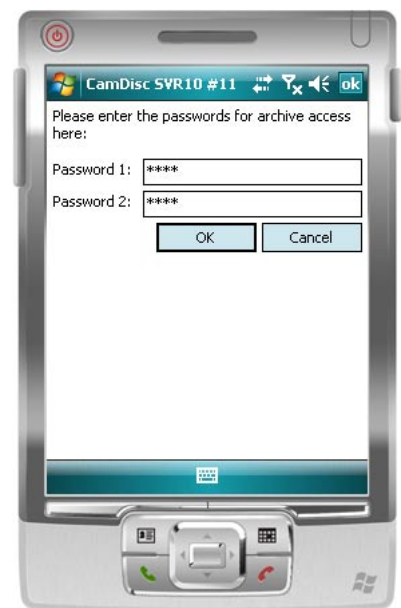 CamDisc SVR10 #11 ok
Please enter the passwords for archive access
here:
Password 1: ****
Password 2: ****
OK Cancel